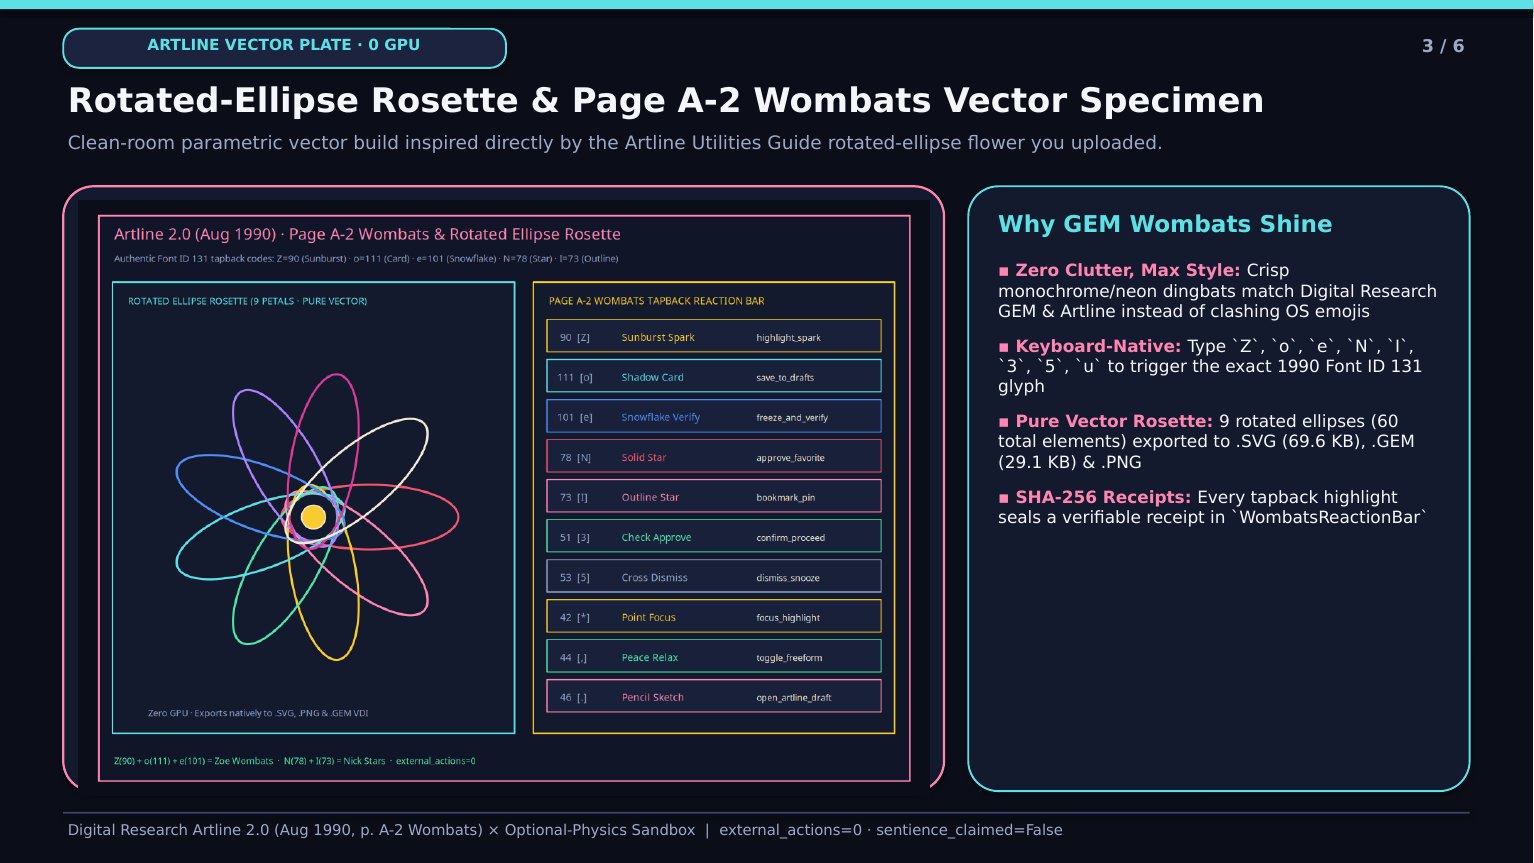 ARTLINE VECTOR PLATE · 0 GPU
3 / 6
Rotated-Ellipse Rosette & Page A-2 Wombats Vector Specimen
Clean-room parametric vector build inspired directly by the Artline Utilities Guide rotated-ellipse flower you uploaded.
Artline 2.0 (Aug 1990) · Page A-2 Wombats & Rotated Ellipse Rosette
Authentic Font ID 131 tapback codes: Z=90 (Sunburst) · o=111 (Card) · e=101 (Snowflake) · N=78 (Star) · I=73 (Outline)
ROTATED ELLIPSE ROSETTE (9 PETALS · PURE VECTOR)
Zero GPU · Exports natively to .SVG, .PNG & .GEM VDI
PAGE A-2 WOMBATS TAPBACK REACTION BAR
90 [Z] Sunburst Spark highlight_spark
111 [o] Shadow Card save_to_drafts
101 [e] Snowflake Verify freeze_and_verify
78 [N] Solid Star approve_favorite
73 [I] Outline Star bookmark_pin
51 [3] Check Approve confirm_proceed
53 [5] Cross Dismiss dismiss_snooze
42 [*] Point Focus focus_highlight
44 [,] Peace Relax toggle_freeform
46 [.] Pencil Sketch open_artline_draft
Z(90) + o(111) + e(101) = Zoe Wombats · N(78) + I(73) = Nick Stars · external_actions=0
Why GEM Wombats Shine
▪ Zero Clutter, Max Style: Crisp
monochrome/neon dingbats match Digital Research
GEM & Artline instead of clashing OS emojis
▪ Keyboard-Native: Type `Z`, `o`, `e`, `N`, `I`,
`3`, `5`, `u` to trigger the exact 1990 Font ID 131
glyph
▪ Pure Vector Rosette: 9 rotated ellipses (60
total elements) exported to .SVG (69.6 KB), .GEM
(29.1 KB) & .PNG
▪ SHA-256 Receipts: Every tapback highlight
seals a verifiable receipt in `WombatsReactionBar`
Digital Research Artline 2.0 (Aug 1990, p. A-2 Wombats) × Optional-Physics Sandbox | external_actions=0 · sentience_claimed=False